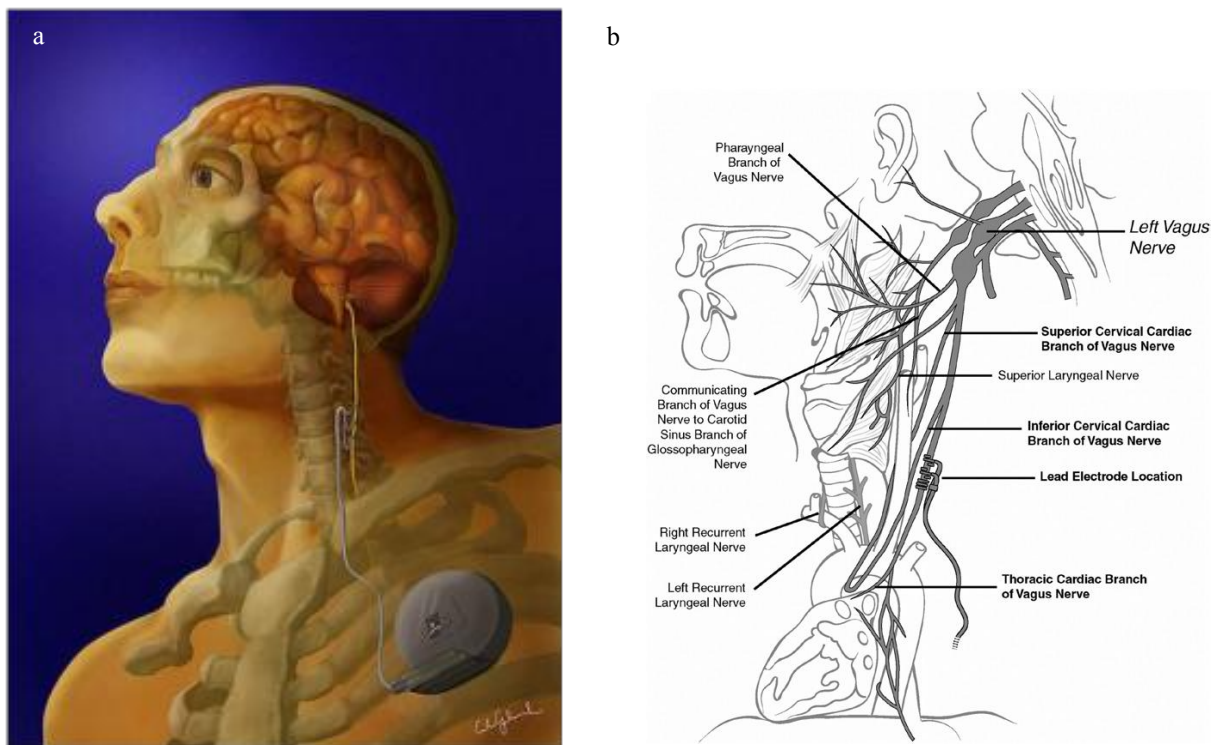 a
b
Pharayngeal
Branch of
Vagus Nerve
Left Vagus
Nerve
Superior Cervical Cardiac
Branch of Vagus Nerve
Superior Laryngeal Nerve
Communicating
Branch of Vagus
Nerve to Carotid
Sinus Branch of
Glossopharyngeal
Nerve
Inferior Cervical Cardiac
Branch of Vagus Nerve
Lead Electrode Location
Right Recurrent
Laryngeal Nerve
Left Recurrent
Laryngeal Nerve
Thoracic Cardiac Branch
of Vagus Nerve